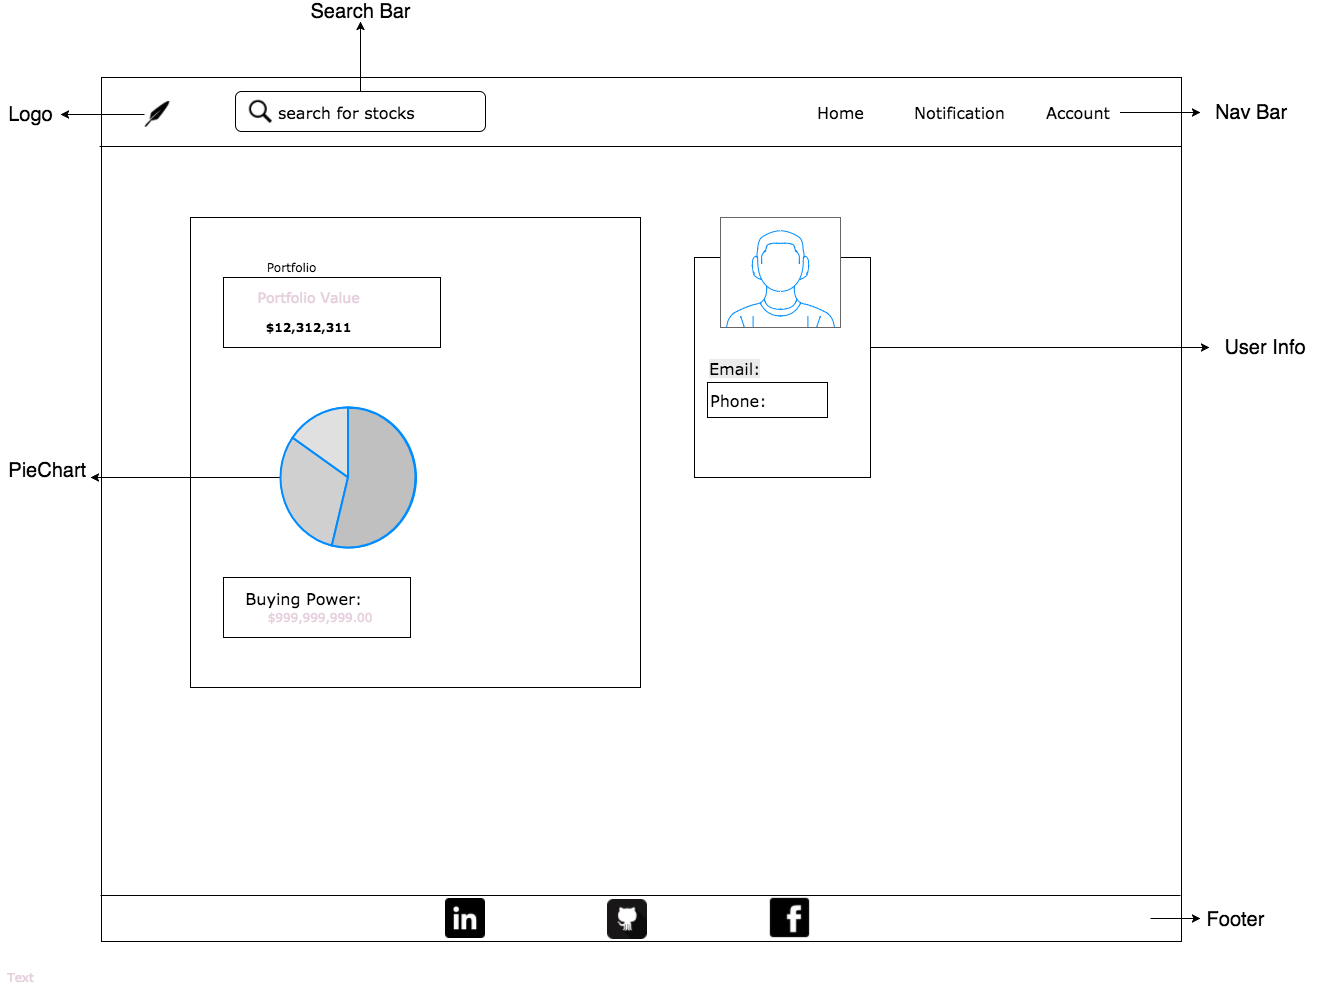 Search Bar
Logo
search for stocks
Home
Notification
Account
Nav Bar
Portfolio
Portfolio Value
$12,312,311
User Info
Email:
Phone:
PieChart
Buying Power:
$999,999,999.00
in
f
Footer
Text